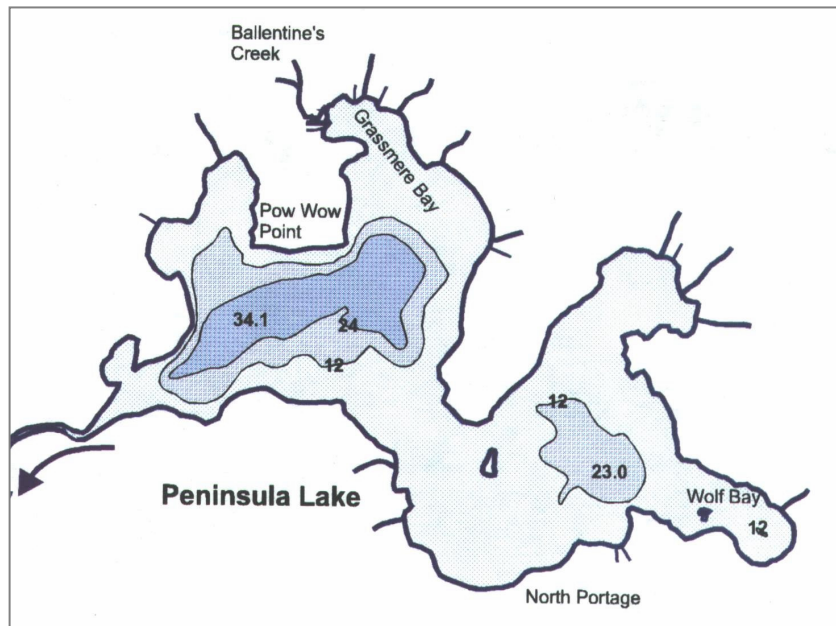 Ballentine's
Creek
Grassmere Bay
Pow Wow
Point
34.1
24
12
12
23.0
Peninsula Lake
Wolf Bay
12
North Portage